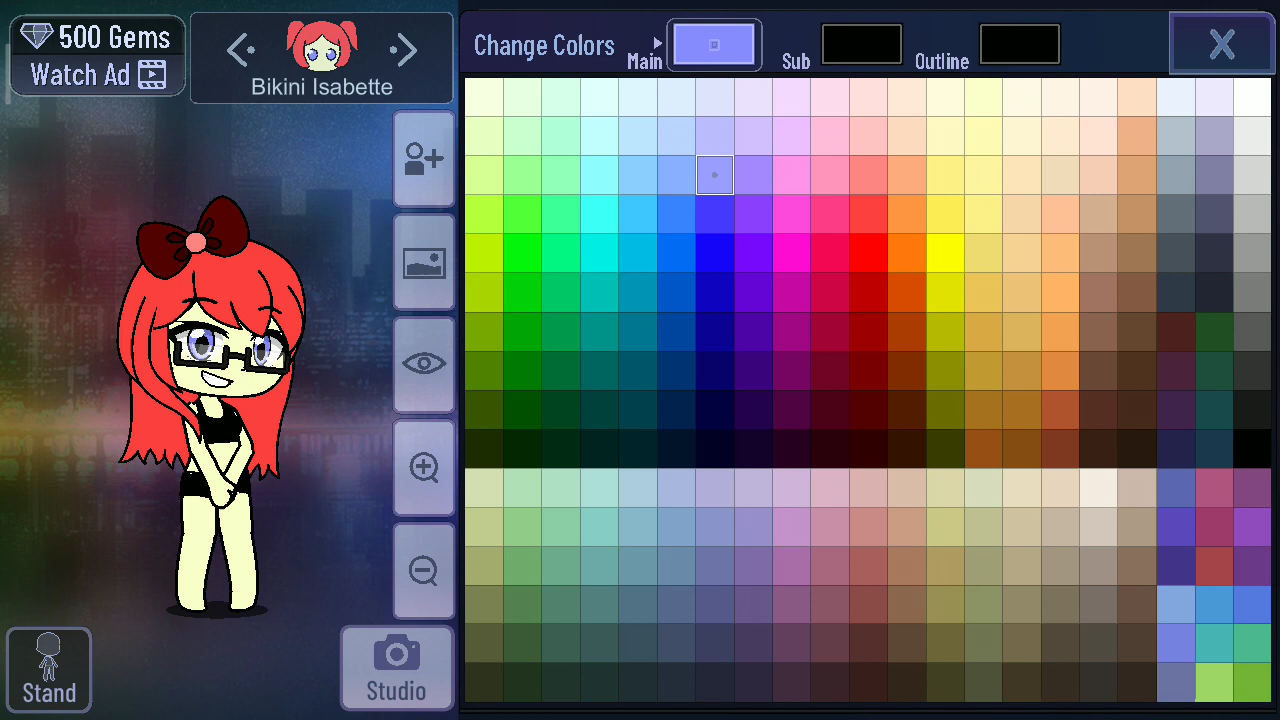 500 Gems
Watch Ad
Bikini Isabette
Change Colors
Main
Sub
Outline
X
Stand
Studio